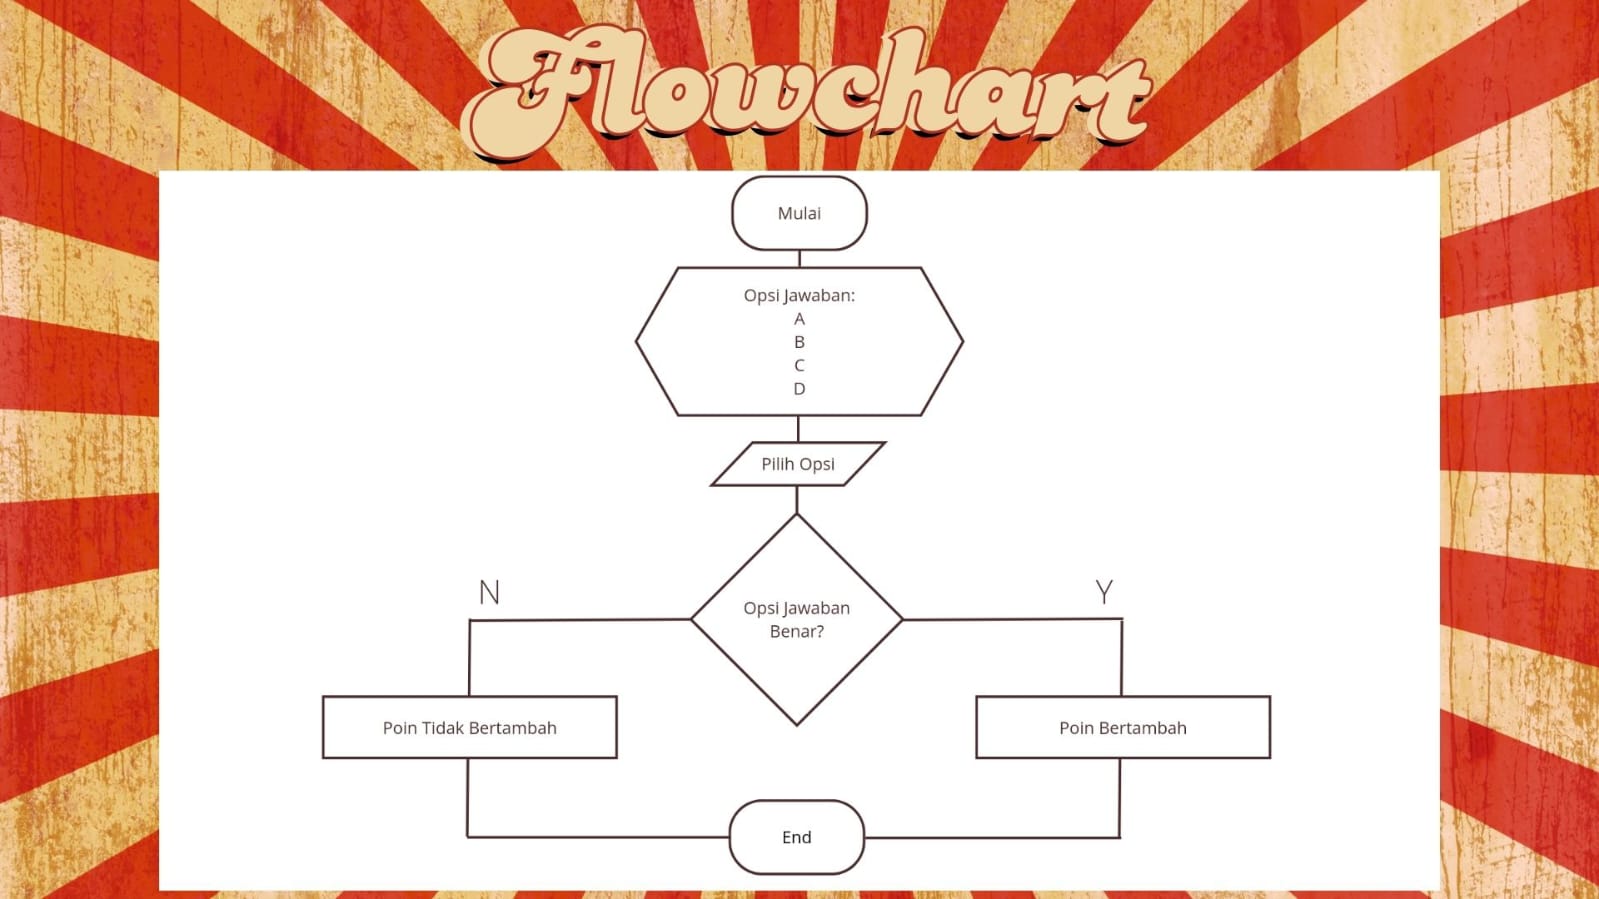 Flowchart
Mulai
Opsi Jawaban:
A
B
C
D
Pilih Opsi
N
Y
Opsi Jawaban
Benar?
Poin Tidak Bertambah
Poin Bertambah
End